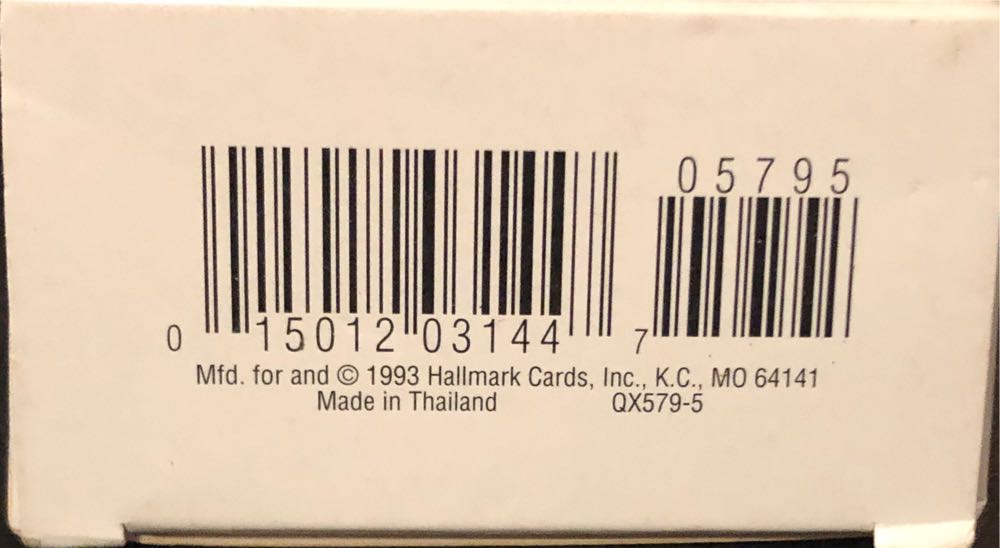 05795
0 15012 03144 7
Mfd. for and © 1993 Hallmark Cards, Inc., K.C., MO 64141
Made in Thailand QX579-5